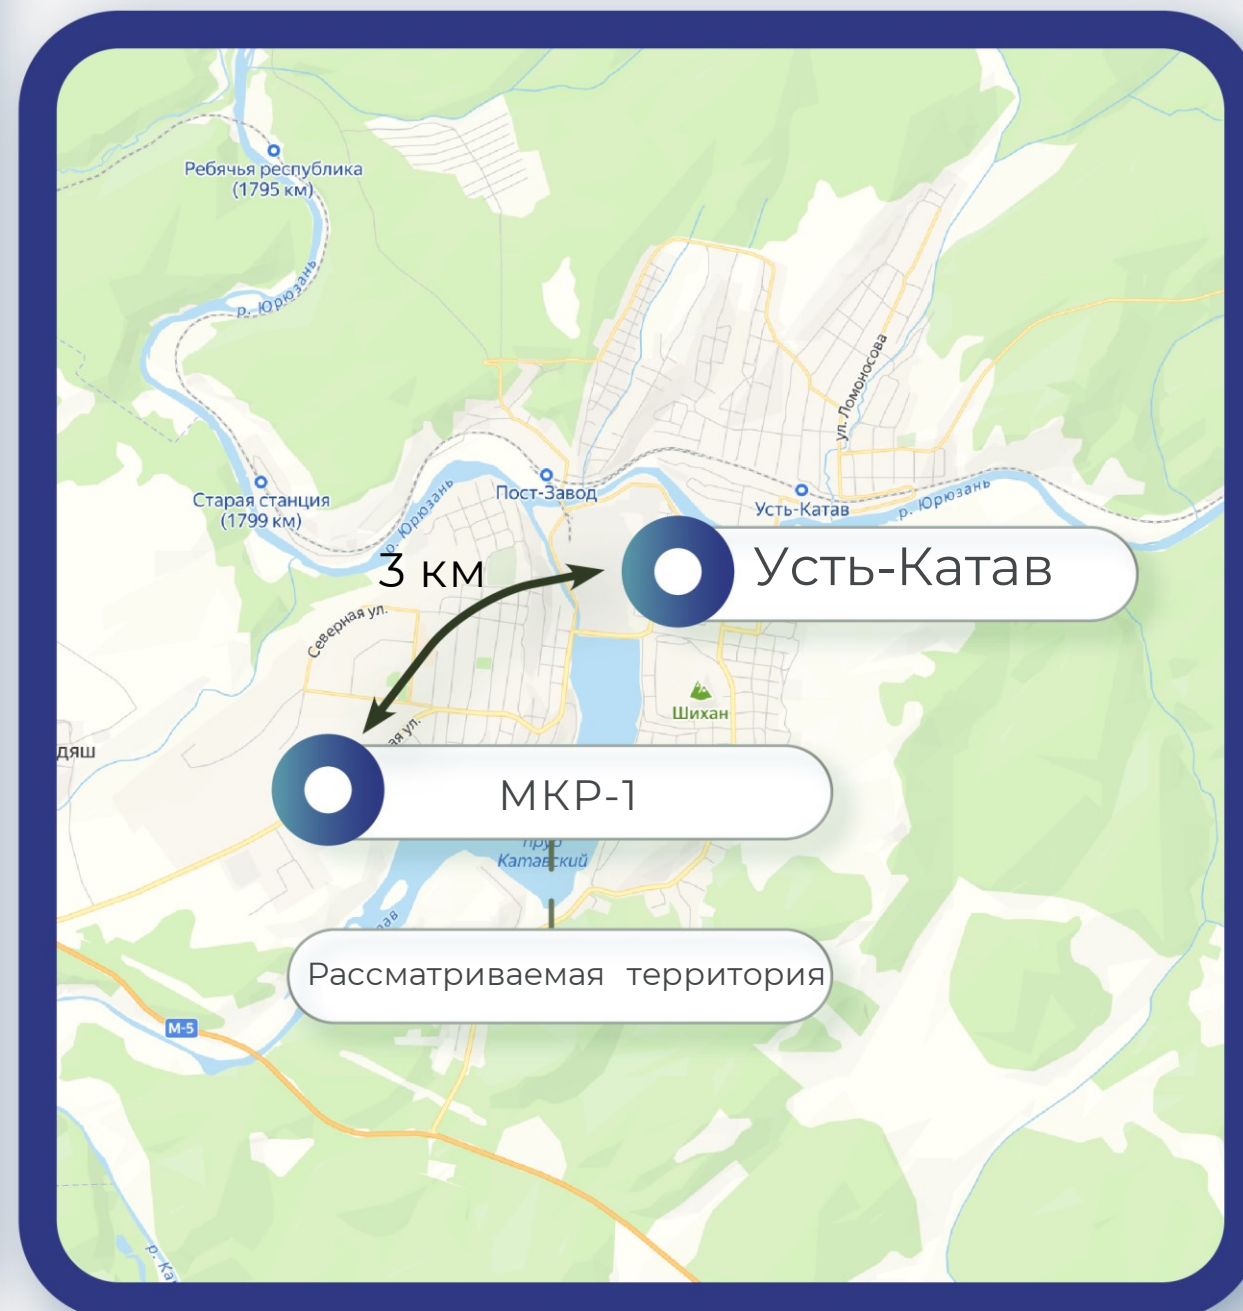 Ребячья республика
(1795 км)
р. Юрюзань
ул. Ломоносова
Старая станция
(1799 км)
р. Юрюзань
Пост-Завод
Усть-Катав
р. Юрюзань
3 км
Усть-Катав
Северная ул.
Шихан
МКР-1
Катавский
Рассматриваемая территория
М-5